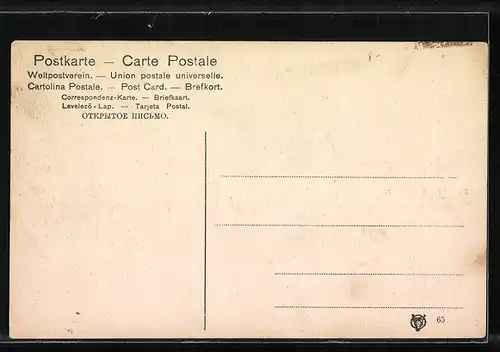 Postkarte — Carte Postale
Weltpostverein. — Union postale universelle.
Cartolina Postale. — Post Card. — Brefkort.
Correspondenz-Karte. — Briefkaart.
Levelező-Lap. — Tarjeta Postal.
ОТКРЫТОЕ ПИСЬМО.
65